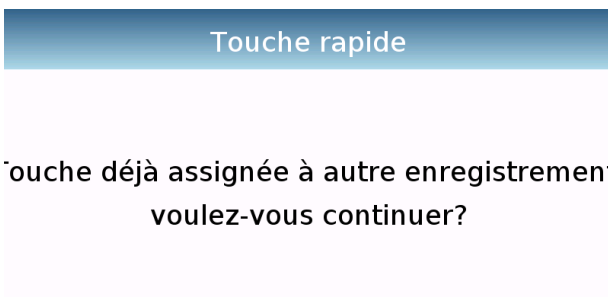 Touche rapide
Touche déjà assignée à autre enregistrement
voulez-vous continuer?